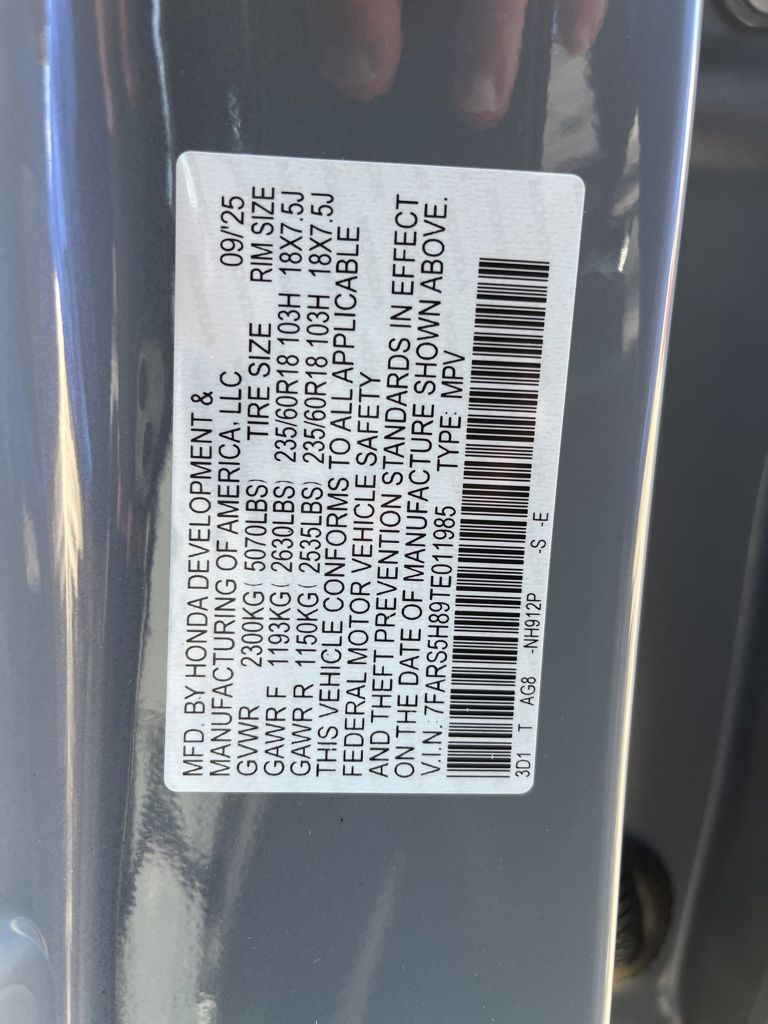 MFD. BY HONDA DEVELOPMENT &
MANUFACTURING OF AMERICA, LLC 09/'25
GVWR 2300KG( 5070LBS) TIRE SIZE RIM SIZE
GAWR F 1193KG( 2630LBS) 235/60R18 103H 18X7.5J
GAWR R 1150KG( 2535LBS) 235/60R18 103H 18X7.5J
THIS VEHICLE CONFORMS TO ALL APPLICABLE
FEDERAL MOTOR VEHICLE SAFETY
AND THEFT PREVENTION STANDARDS IN EFFECT
ON THE DATE OF MANUFACTURE SHOWN ABOVE.
V.I.N: 7FARS5H89TE011985 TYPE: MPV
3D1 T AG8 -NH912P -S -E